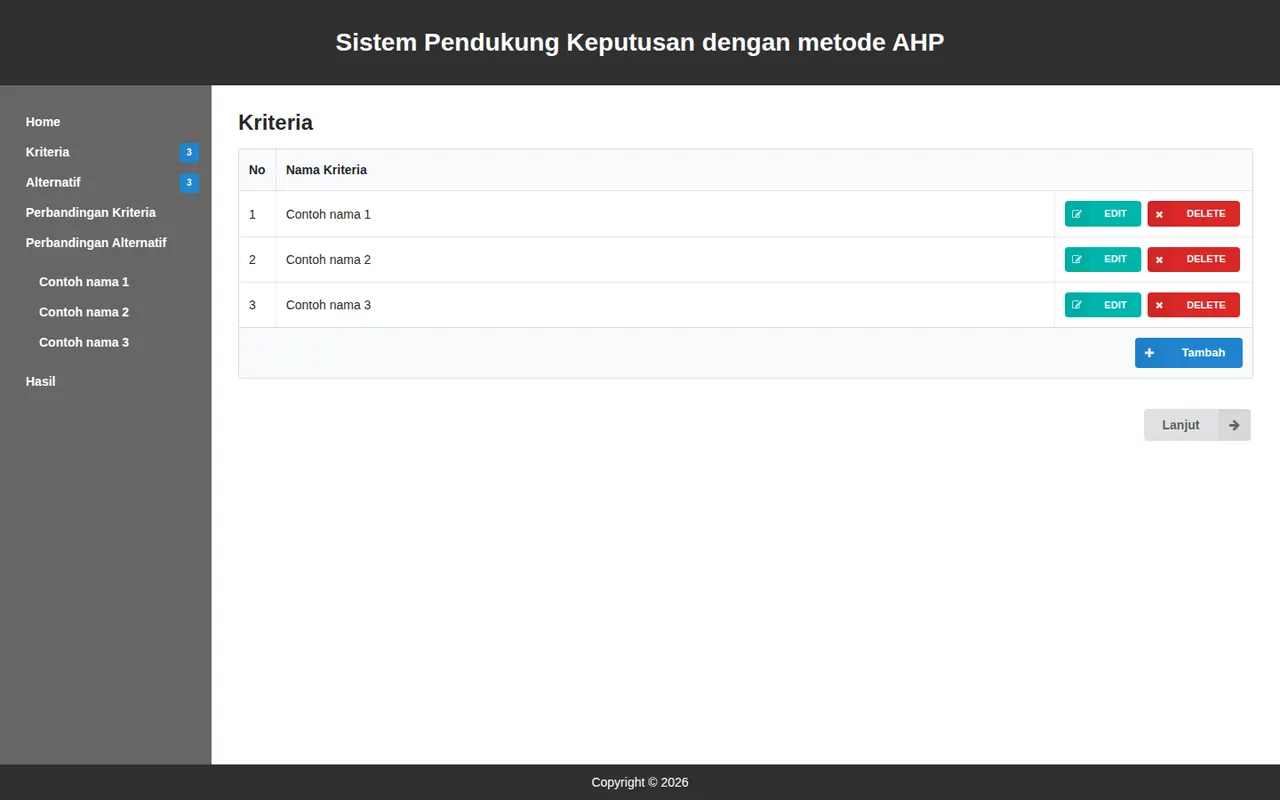 Sistem Pendukung Keputusan dengan metode AHP
Home
Kriteria 3
Alternatif 3
Perbandingan Kriteria
Perbandingan Alternatif
Contoh nama 1
Contoh nama 2
Contoh nama 3
Hasil
Kriteria
No Nama Kriteria
1 Contoh nama 1 EDIT DELETE
2 Contoh nama 2 EDIT DELETE
3 Contoh nama 3 EDIT DELETE
Tambah
Lanjut
Copyright © 2026